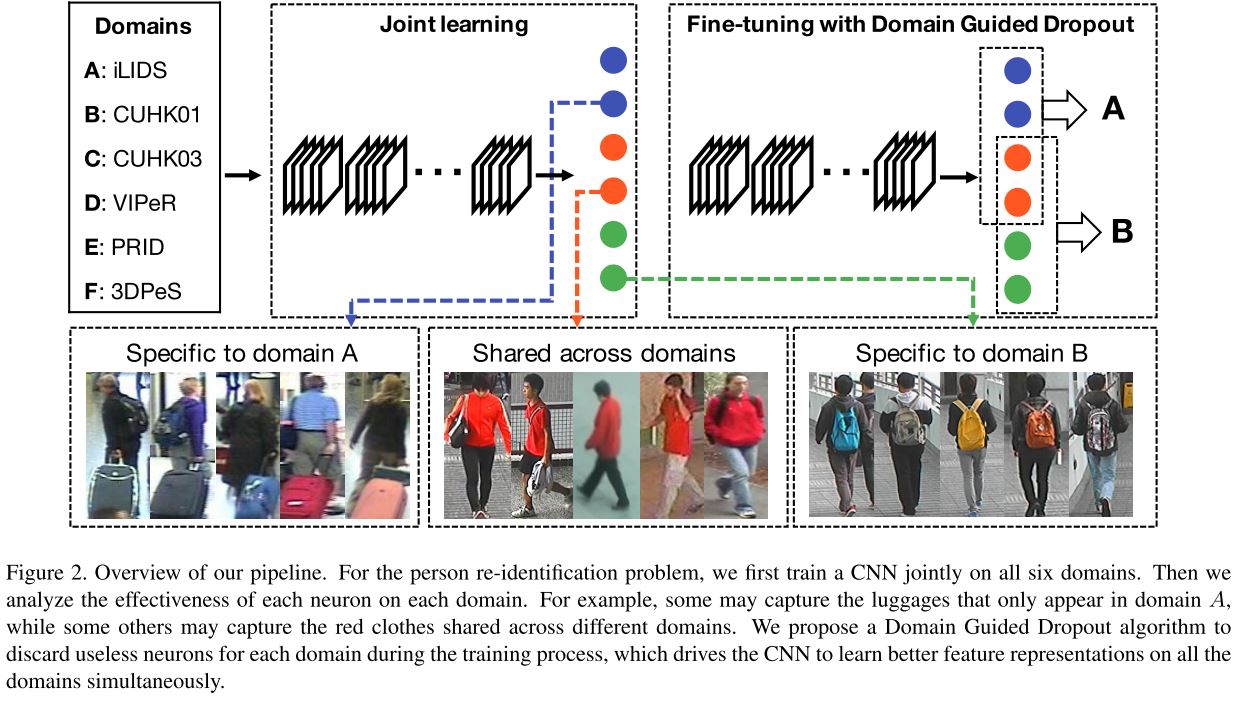 Domains
A: iLIDS
B: CUHK01
C: CUHK03
D: VIPeR
E: PRID
F: 3DPeS
Joint learning
Fine-tuning with Domain Guided Dropout
A
B
Specific to domain A
Shared across domains
Specific to domain B
Figure 2. Overview of our pipeline. For the person re-identification problem, we first train a CNN jointly on all six domains. Then we
analyze the effectiveness of each neuron on each domain. For example, some may capture the luggages that only appear in domain A,
while some others may capture the red clothes shared across different domains. We propose a Domain Guided Dropout algorithm to
discard useless neurons for each domain during the training process, which drives the CNN to learn better feature representations on all the
domains simultaneously.